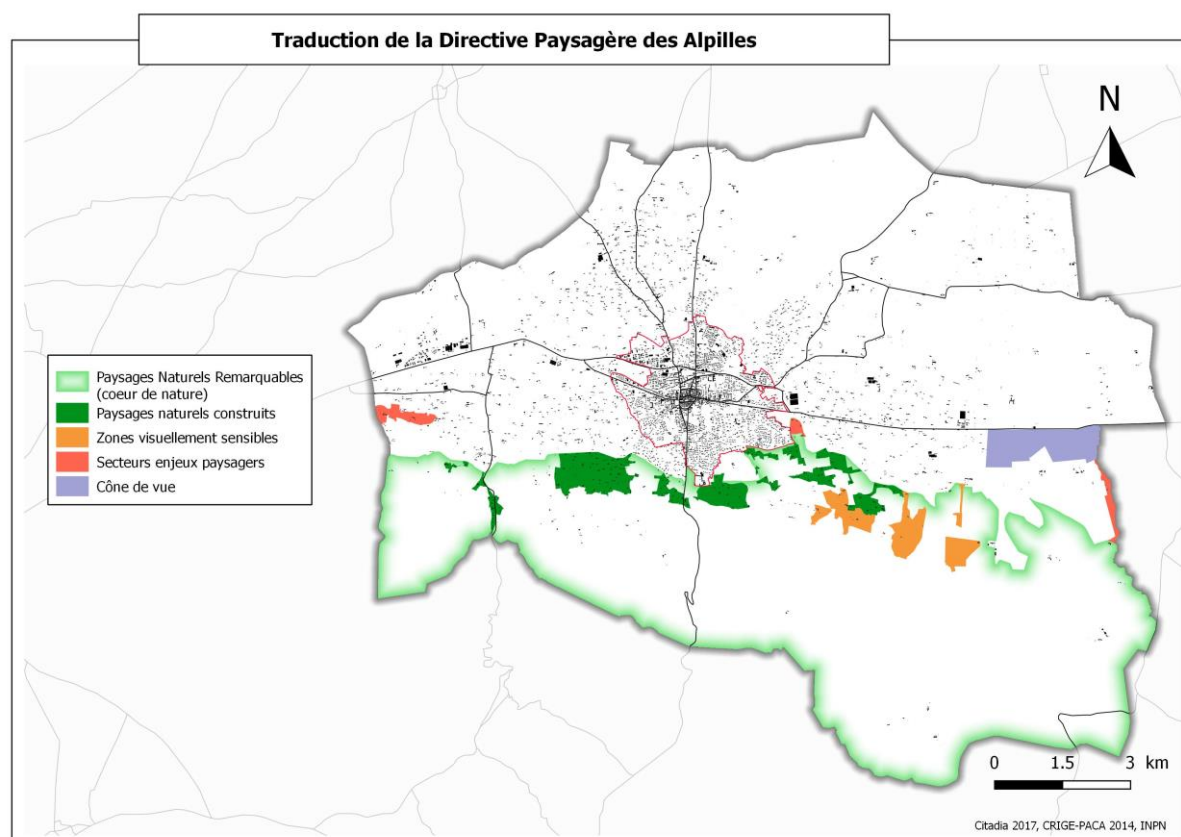 Traduction de la Directive Paysagère des Alpilles
N
Paysages Naturels Remarquables
(coeur de nature)
Paysages naturels construits
Zones visuellement sensibles
Secteurs enjeux paysagers
Cône de vue
0 1.5 3 km
Citadia 2017, CRIGE-PACA 2014, INPN